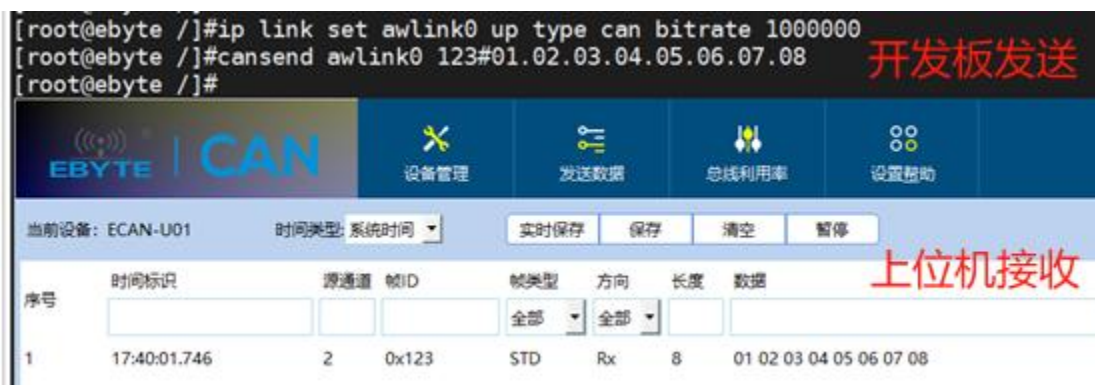 [root@ebyte /]#ip link set awlink0 up type can bitrate 1000000
[root@ebyte /]#cansend awlink0 123#01.02.03.04.05.06.07.08
[root@ebyte /]#
开发板发送
EBYTE | CAN
设备管理 发送数据 总线利用率 设置帮助
当前设备: ECAN-U01 时间类型: 系统时间 实时保存 保存 清空 暂停
上位机接收
序号 时间标识 源通道 帧ID 帧类型 方向 长度 数据
全部 全部
1 17:40:01.746 2 0x123 STD Rx 8 01 02 03 04 05 06 07 08